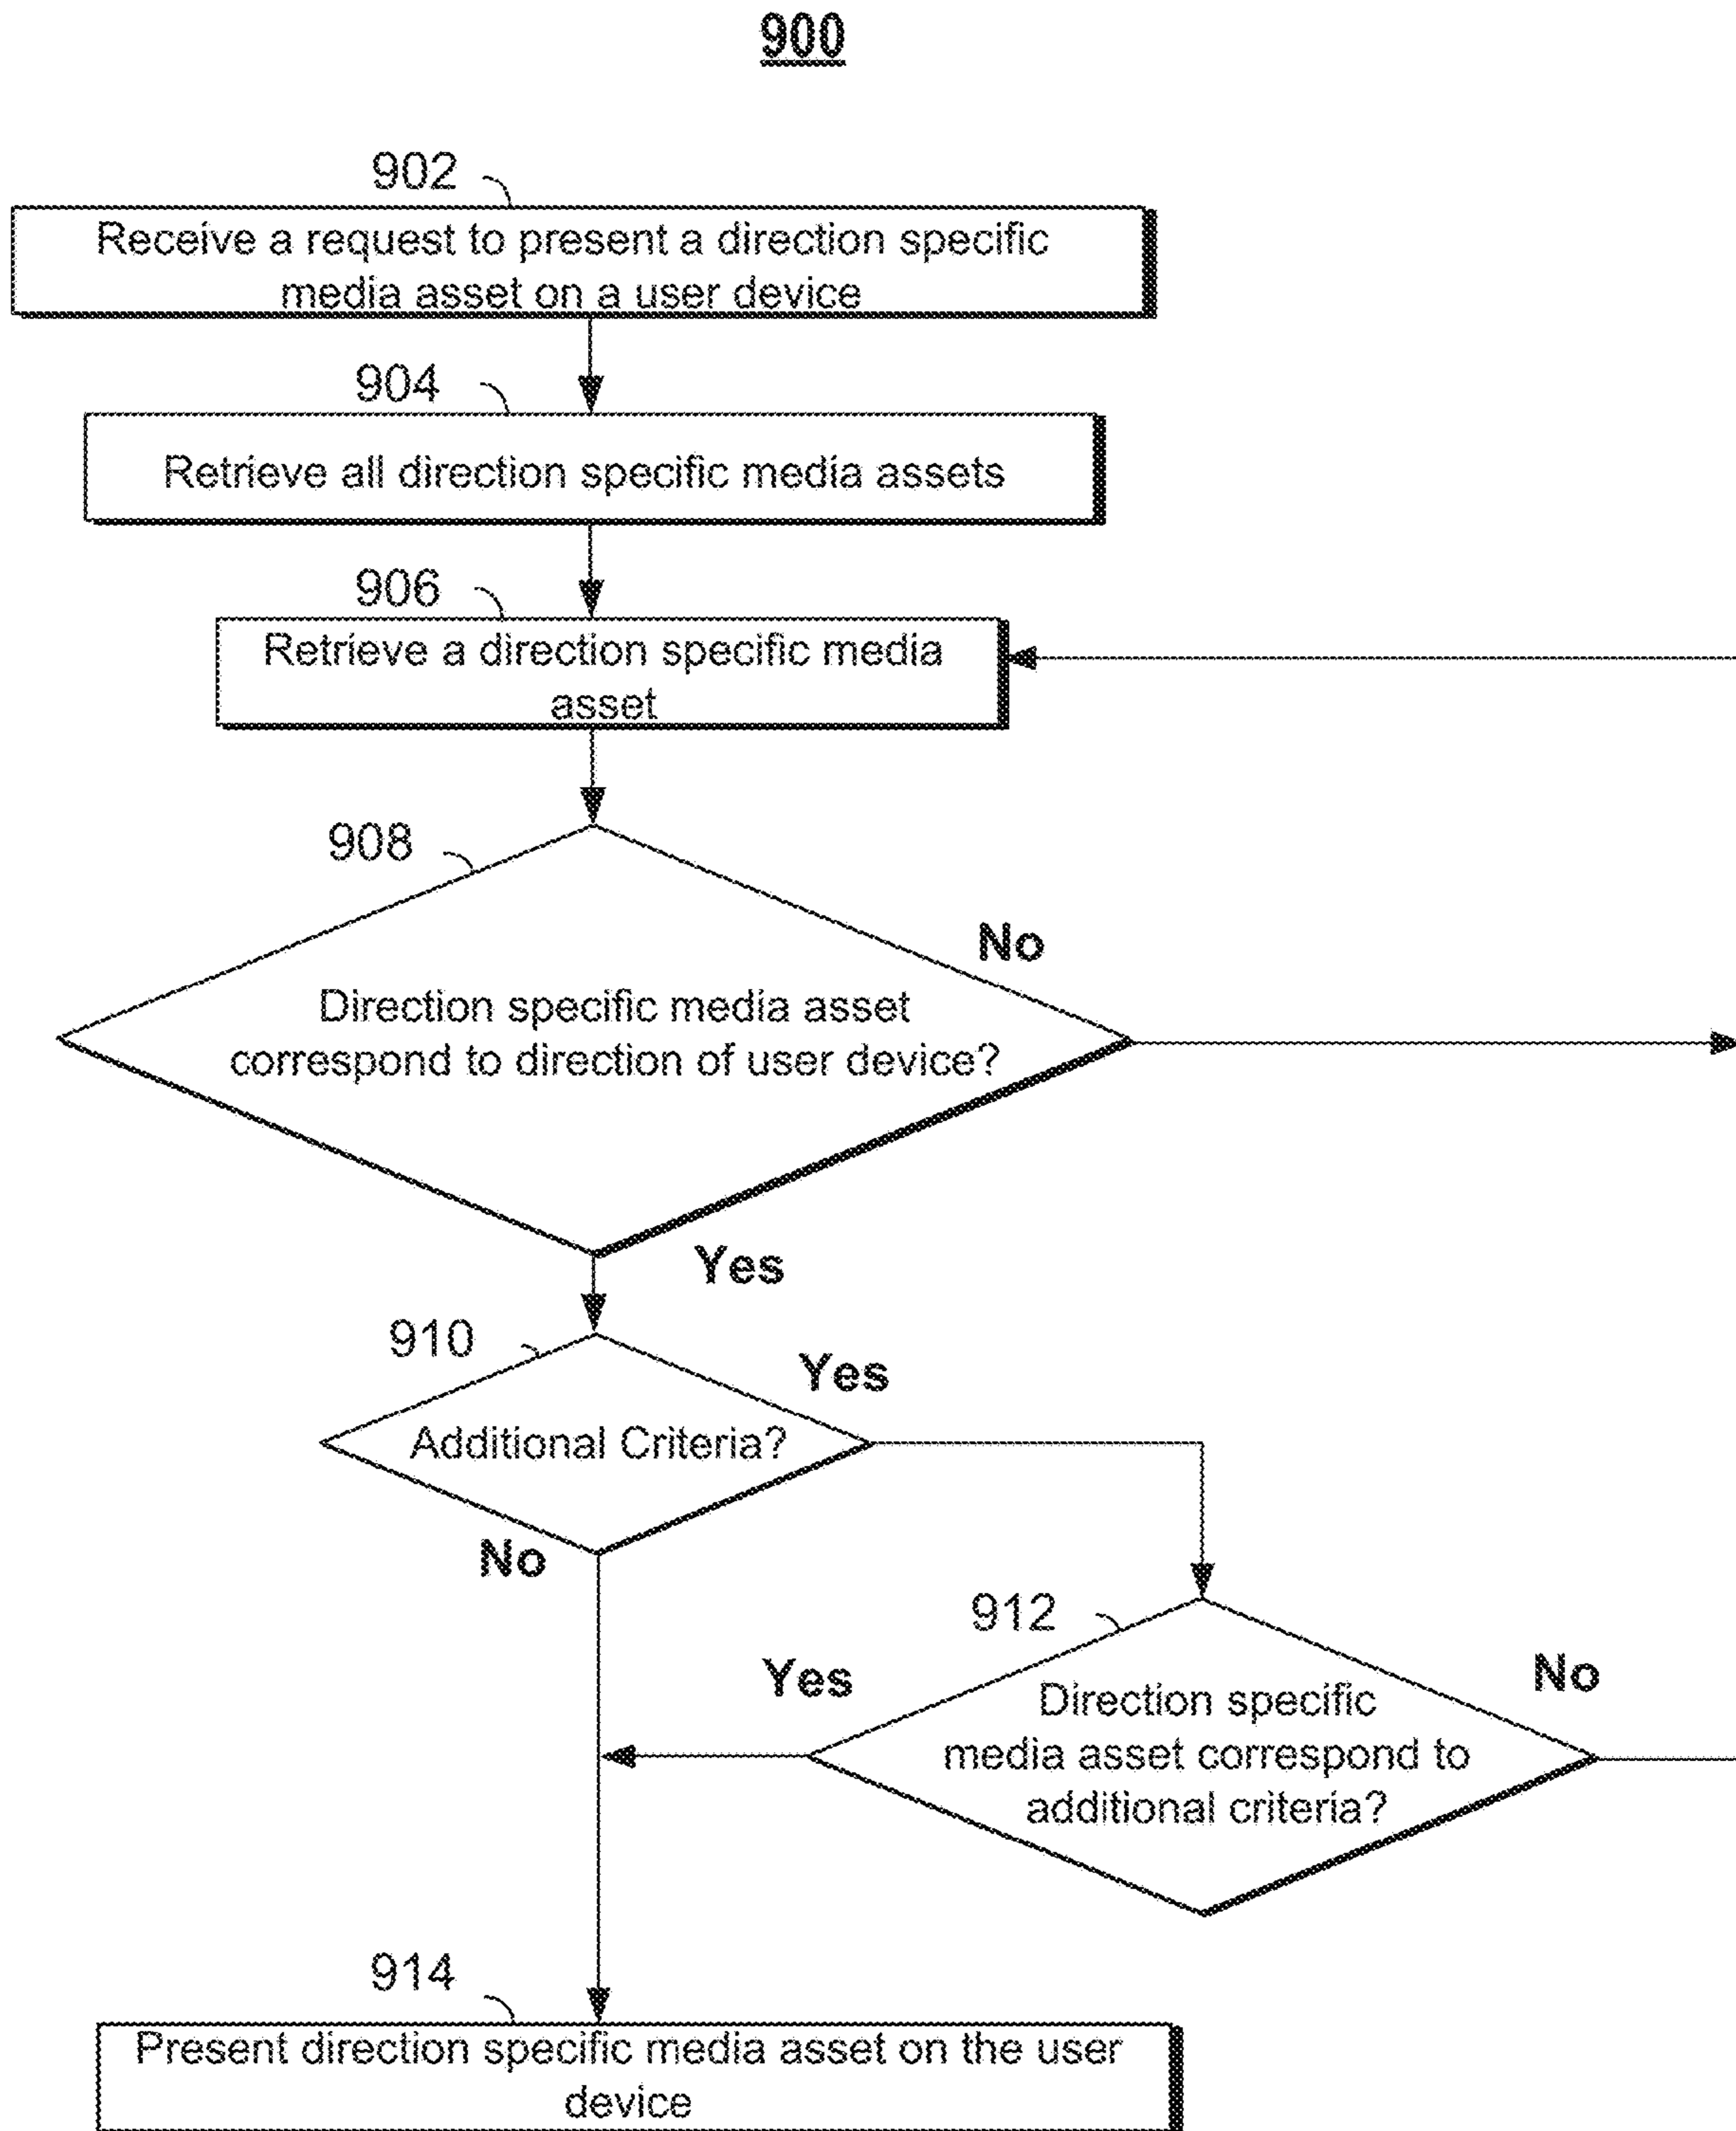 900
902
Receive a request to present a direction specific
media asset on a user device
904
Retrieve all direction specific media assets
906
Retrieve a direction specific media
asset
908
No
Direction specific media asset
correspond to direction of user device?
Yes
910
Yes
Additional Criteria?
No
912
Yes
No
Direction specific
media asset correspond to
additional criteria?
914
Present direction specific media asset on the user
device